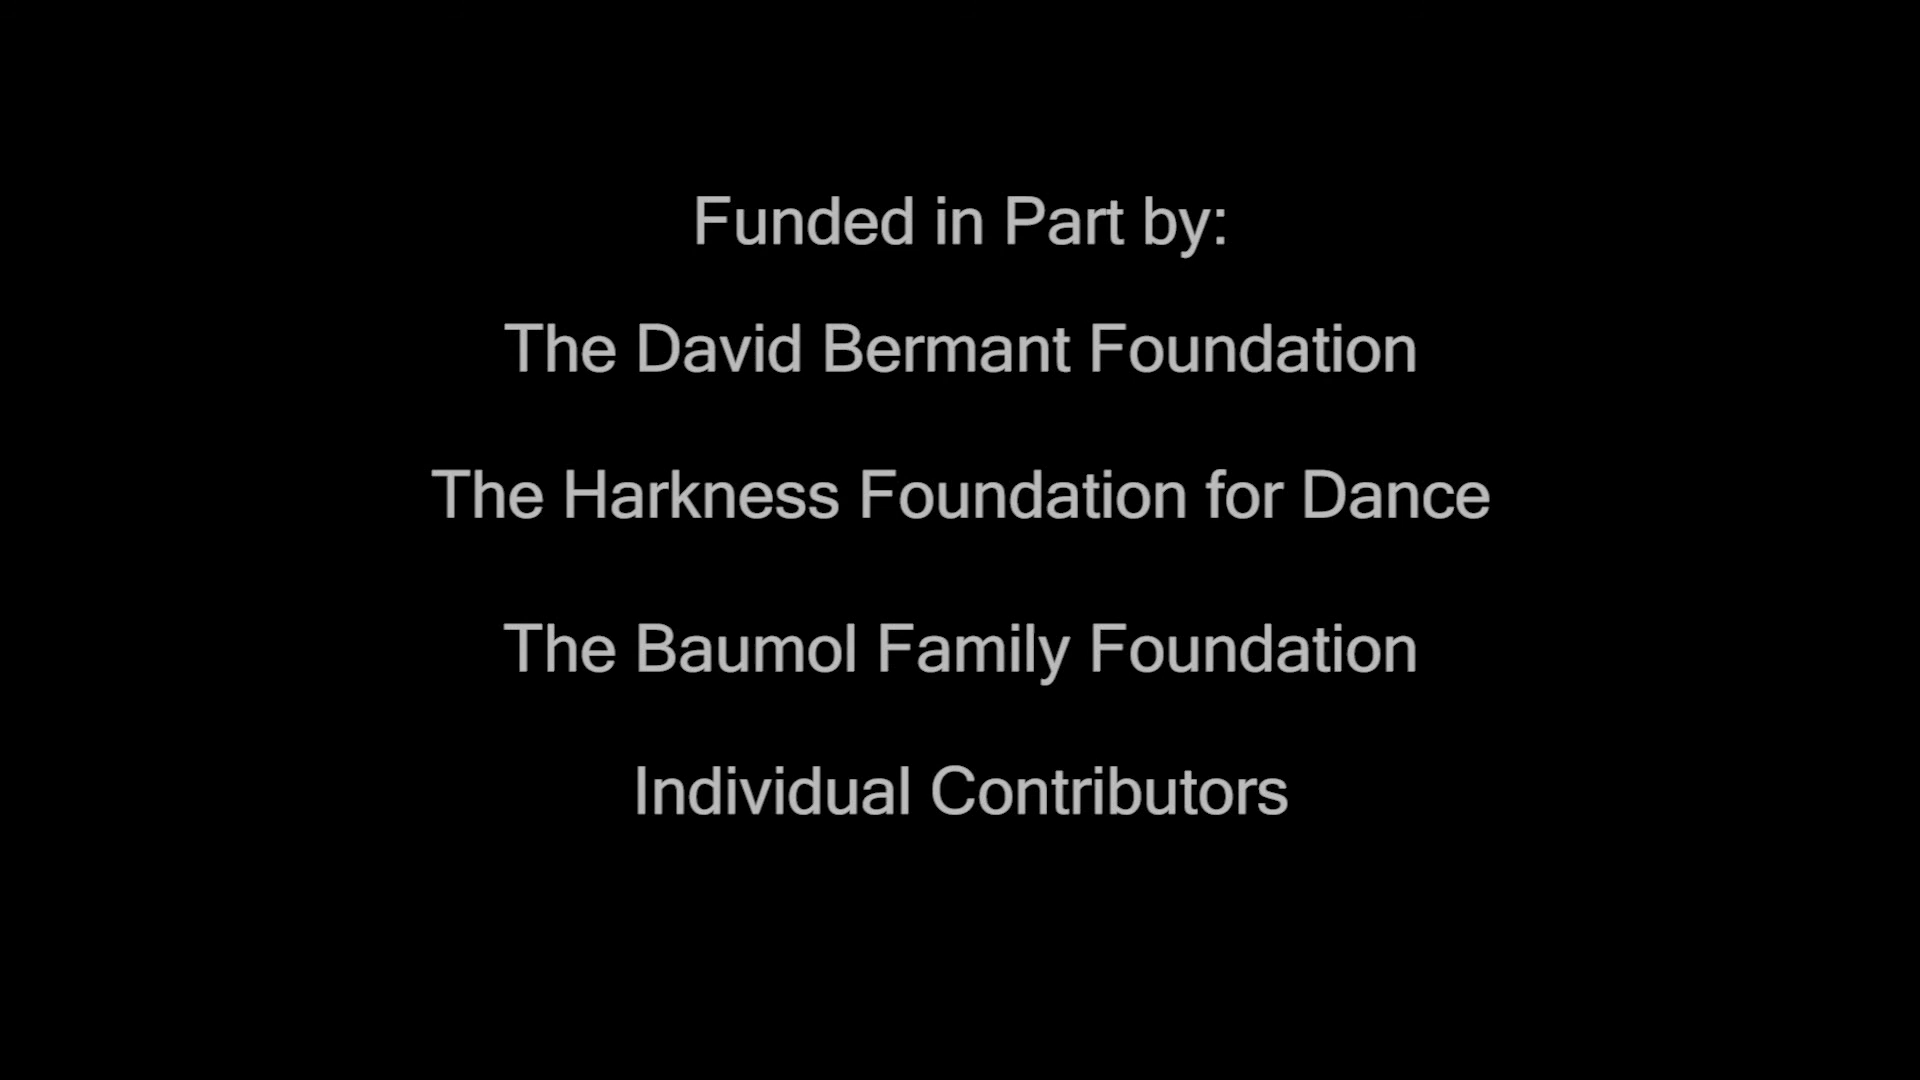 Funded in Part by:
The David Bermant Foundation
The Harkness Foundation for Dance
The Baumol Family Foundation
Individual Contributors